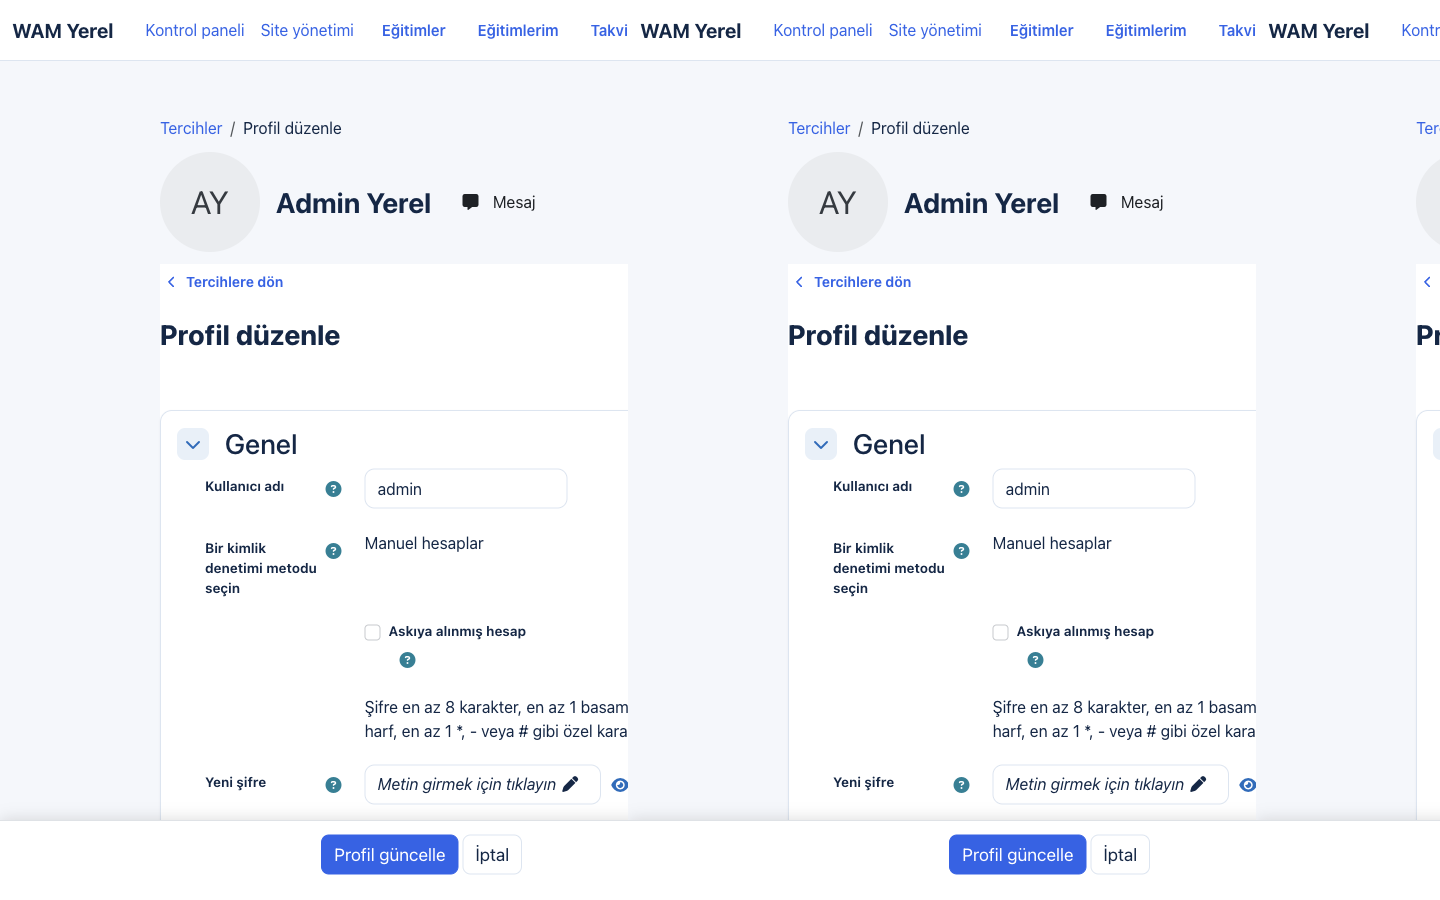 WAM Yerel Kontrol paneli Site yönetimi Eğitimler Eğitimlerim Takvi WAM Yerel Kontrol paneli Site yönetimi Eğitimler Eğitimlerim Takvi WAM Yerel Kontr
Tercihler / Profil düzenle Tercihler / Profil düzenle Ter
AY Admin Yerel Mesaj AY Admin Yerel Mesaj
Tercihlere dön Tercihlere dön
Profil düzenle Profil düzenle Pr
Genel Genel
Kullanıcı adı ? admin Kullanıcı adı ? admin
Bir kimlik denetimi metodu seçin ? Manuel hesaplar Bir kimlik denetimi metodu seçin ? Manuel hesaplar
Askıya alınmış hesap Askıya alınmış hesap
? ?
Şifre en az 8 karakter, en az 1 basam Şifre en az 8 karakter, en az 1 basam
harf, en az 1 *, - veya # gibi özel kara harf, en az 1 *, - veya # gibi özel kara
Yeni şifre ? Metin girmek için tıklayın Yeni şifre ? Metin girmek için tıklayın
Profil güncelle İptal Profil güncelle İptal